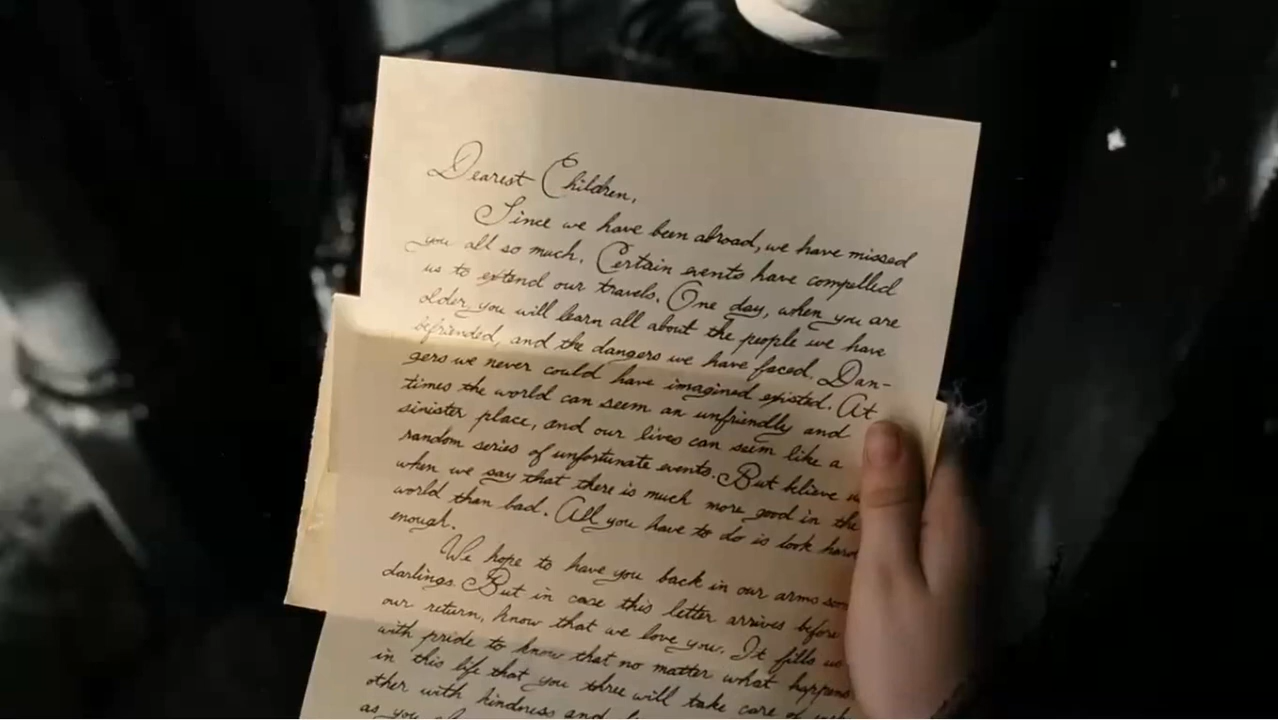 Dearest Children,
Since we have been abroad, we have missed
you all so much. Certain events have compelled
us to extend our travels. One day, when you are
older, you will learn all about the people we have
befriended, and the dangers we have faced. Dan-
gers we never could have imagined existed. At
times the world can seem an unfriendly and
sinister place, and our lives can seem like a
random series of unfortunate events. But believe
when we say that there is much more good in the
world than bad. All you have to do is look hard
enough.
We hope to have you back in our arms
darlings. But in case this letter arrives before
our return, know that we love you. It fills us
with pride to know that no matter what happens
in this life that you three will take care of
other with kindness and
as you